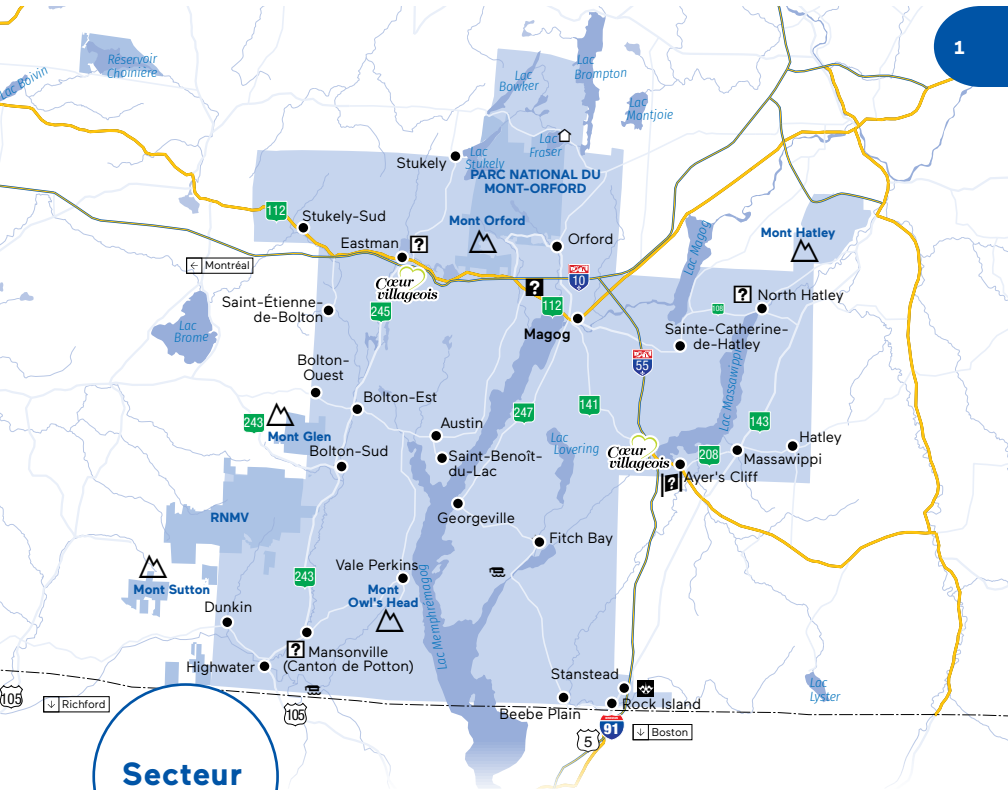 1
Réservoir
Choinière
Lac Boivin
Lac
Bowker
Lac
Brompton
Lac
Montjoie
Lac
Fraser
Lac
Stukely
Stukely
PARC NATIONAL DU
MONT-ORFORD
112
Stukely-Sud
Mont Orford
Eastman
?
Orford
Mont Hatley
← Montréal
Cœur
villageois
Lac Magog
10
?
112
?
North Hatley
108
Saint-Étienne-
de-Bolton
245
Magog
Sainte-Catherine-
de-Hatley
Lac
Brome
55
Lac Massawippi
Bolton-
Ouest
Bolton-Est
247
141
143
243
Mont Glen
Austin
Lac
Lovering
Cœur
villageois
Hatley
208
Massawippi
Bolton-Sud
Saint-Benoît-
du-Lac
?
Ayer's Cliff
RNMV
Georgeville
Fitch Bay
Mont Sutton
243
Vale Perkins
Mont
Owl's Head
Lac Memphremagog
Dunkin
?
Mansonville
(Canton de Potton)
Highwater
Stanstead
Rock Island
Beebe Plain
Lac
Lyster
105
↓ Richford
105
5
91
↓ Boston
Secteur